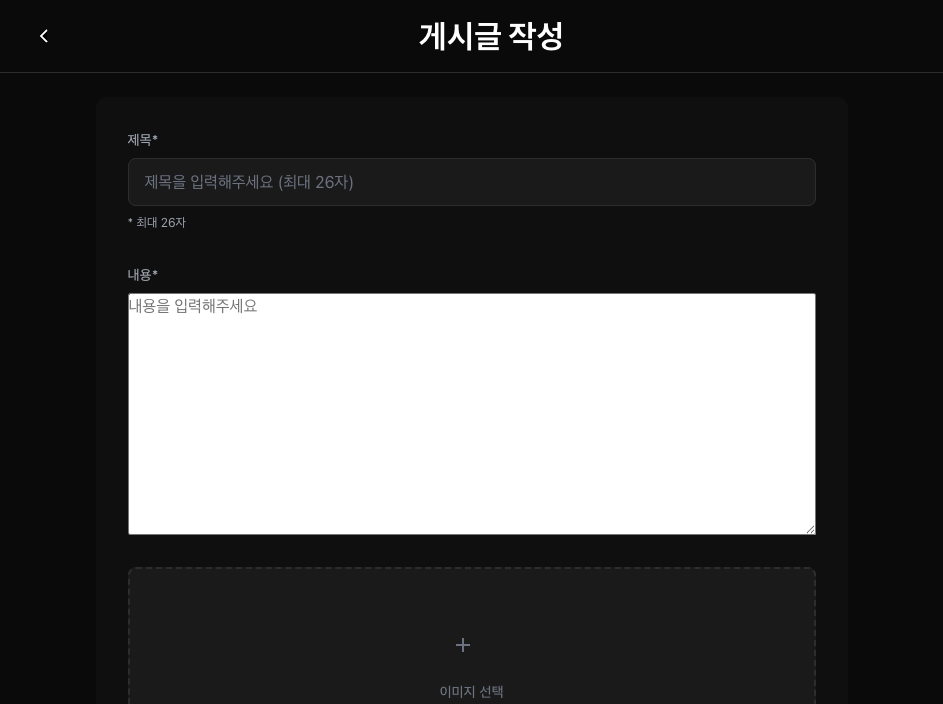 게시글 작성
제목*
제목을 입력해주세요 (최대 26자)
* 최대 26자
내용*
내용을 입력해주세요
이미지 선택